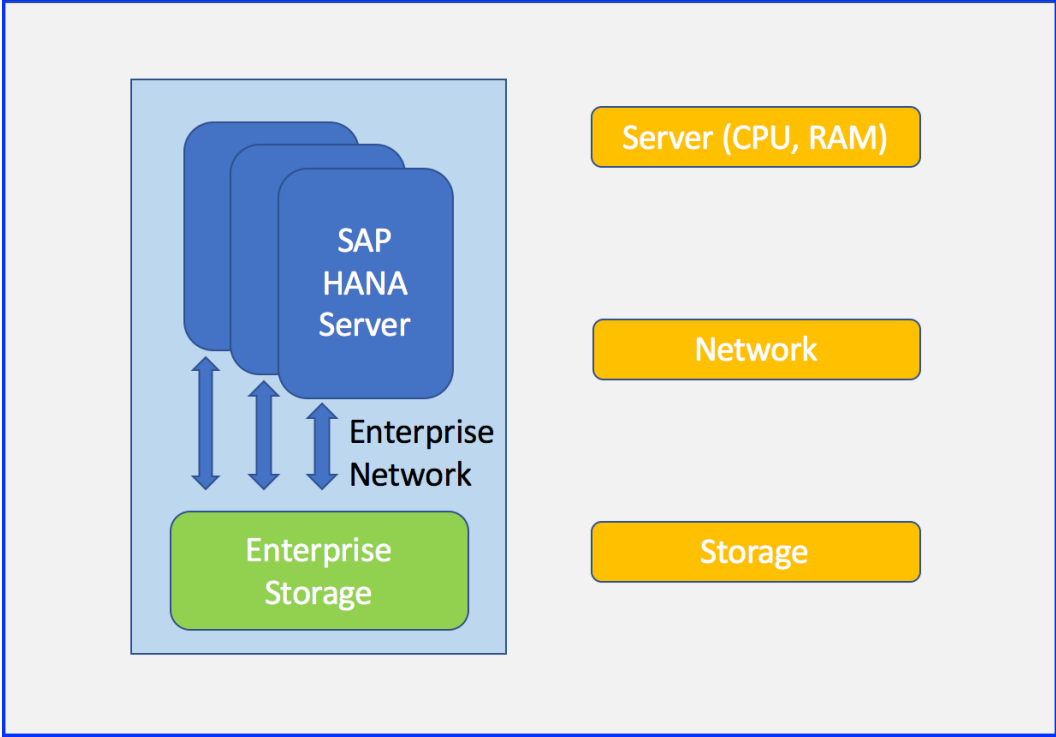 SAP
HANA
Server
Enterprise
Network
Enterprise
Storage
Server (CPU, RAM)
Network
Storage